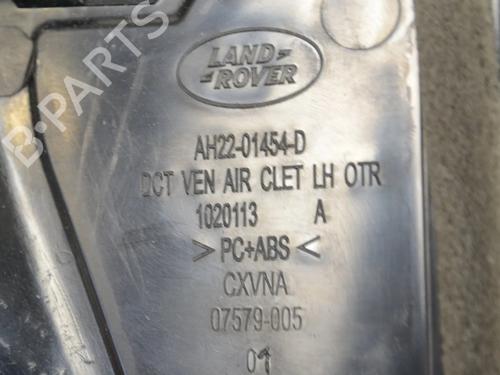 B-PARTS
LAND-
-ROVER
AH22-01454-D
DCT VEN AIR CLET LH OTR
1020113 A
>PC+ABS<
CXVNA
07579-005
01